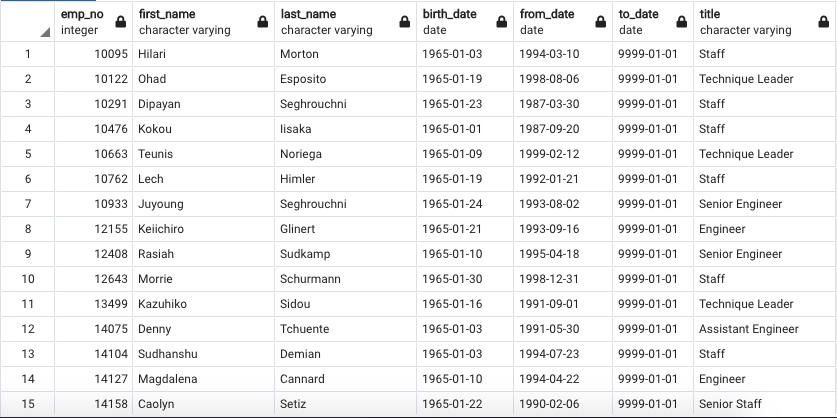 emp_no first_name last_name birth_date from_date to_date title
integer character varying character varying date date date character varying
1 10095 Hilari Morton 1965-01-03 1994-03-10 9999-01-01 Staff
2 10122 Ohad Esposito 1965-01-19 1998-08-06 9999-01-01 Technique Leader
3 10291 Dipayan Seghrouchni 1965-01-23 1987-03-30 9999-01-01 Staff
4 10476 Kokou Iisaka 1965-01-01 1987-09-20 9999-01-01 Staff
5 10663 Teunis Noriega 1965-01-09 1999-02-12 9999-01-01 Technique Leader
6 10762 Lech Himler 1965-01-19 1992-01-21 9999-01-01 Staff
7 10933 Juyoung Seghrouchni 1965-01-24 1993-08-02 9999-01-01 Senior Engineer
8 12155 Keiichiro Glinert 1965-01-21 1993-09-16 9999-01-01 Engineer
9 12408 Rasiah Sudkamp 1965-01-10 1995-04-18 9999-01-01 Senior Engineer
10 12643 Morrie Schurmann 1965-01-30 1998-12-31 9999-01-01 Staff
11 13499 Kazuhiko Sidou 1965-01-16 1991-09-01 9999-01-01 Technique Leader
12 14075 Denny Tchuente 1965-01-03 1991-05-30 9999-01-01 Assistant Engineer
13 14104 Sudhanshu Demian 1965-01-03 1994-07-23 9999-01-01 Staff
14 14127 Magdalena Cannard 1965-01-10 1994-04-22 9999-01-01 Engineer
15 14158 Caolyn Setiz 1965-01-22 1990-02-06 9999-01-01 Senior Staff